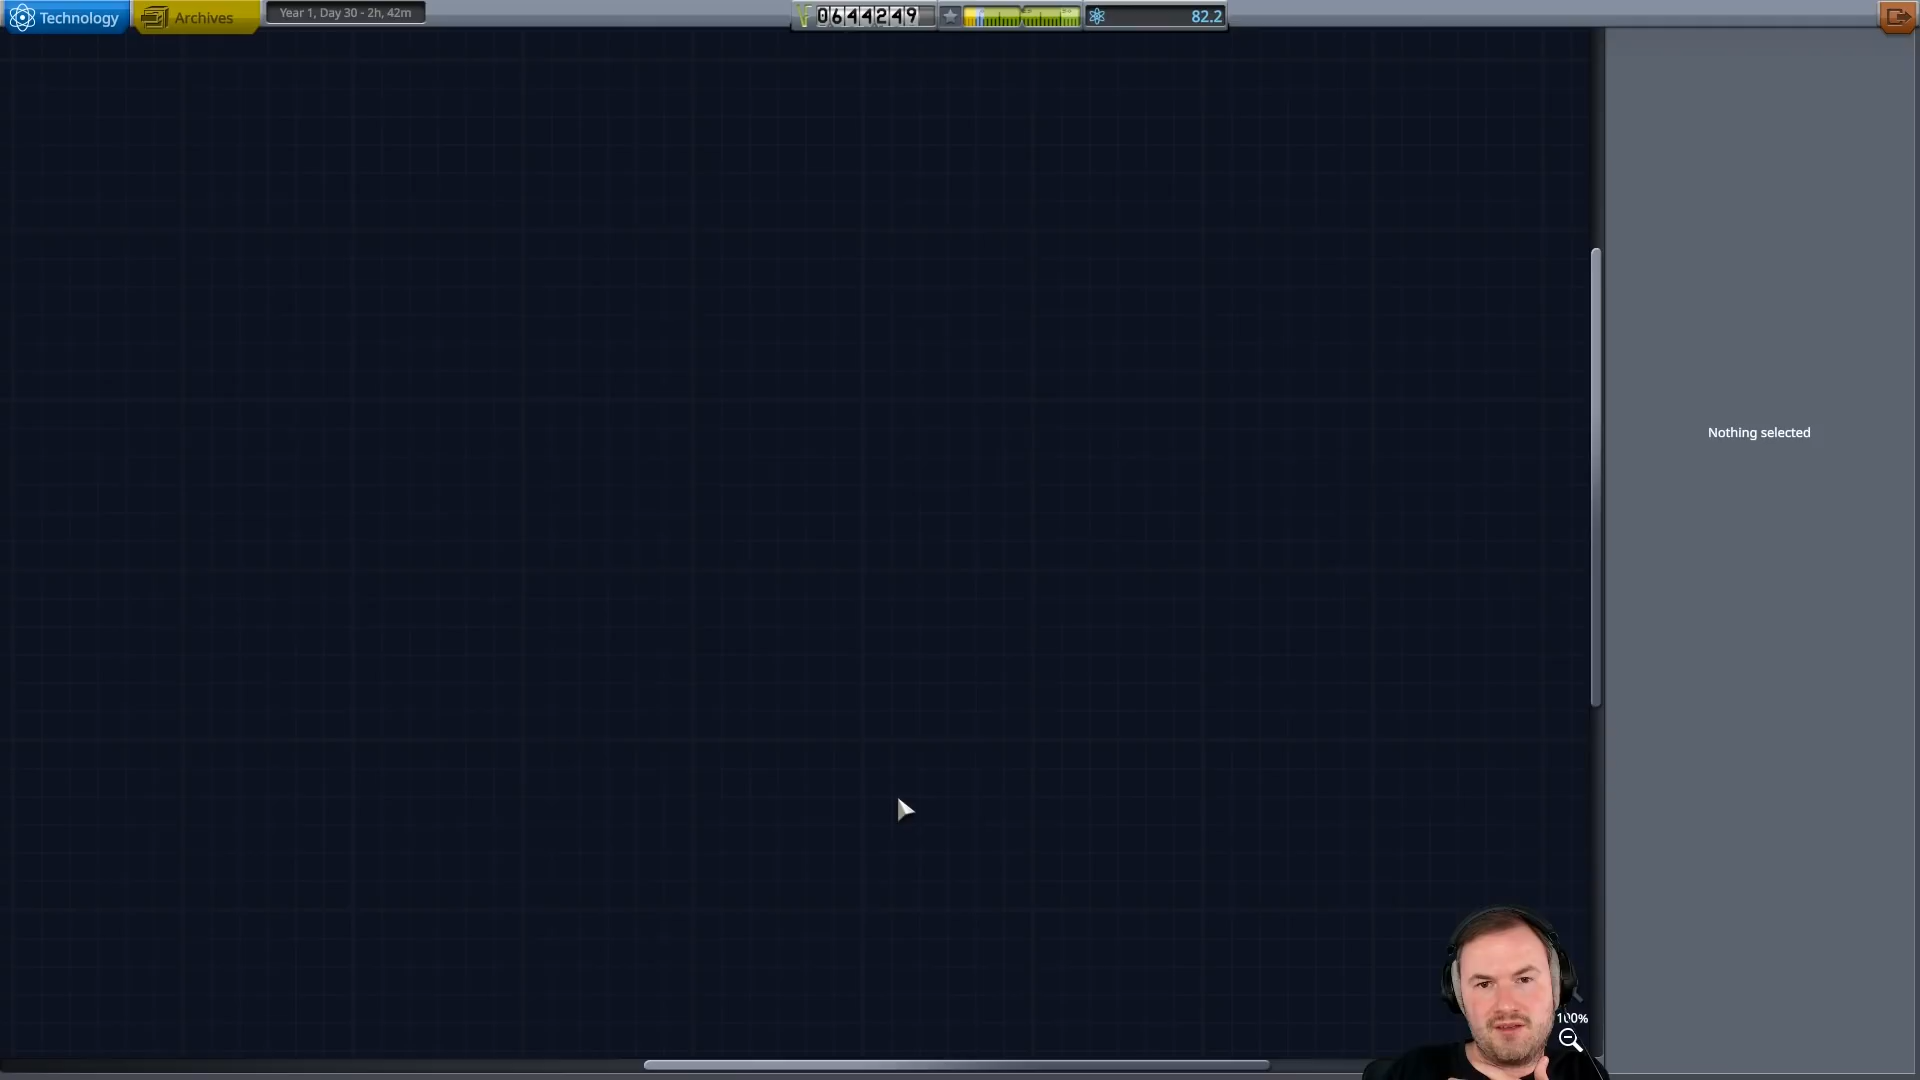 Technology
Archives
Year 1, Day 30 - 2h, 42m
0644249
82.2
Nothing selected
100%